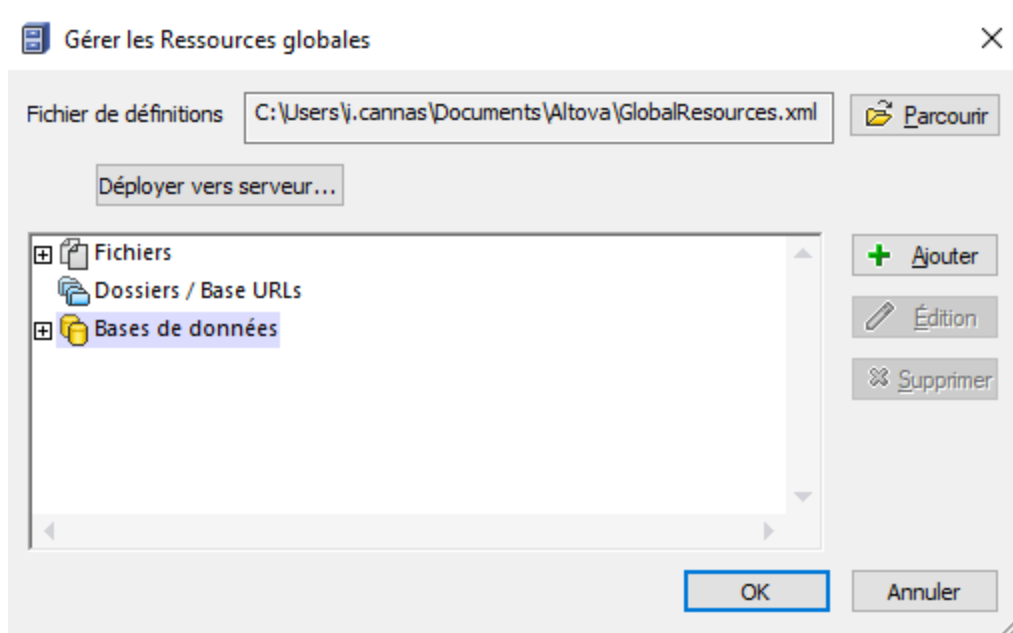 Gérer les Ressources globales
Fichier de définitions
C:\Users\i.cannas\Documents\Altova\GlobalResources.xml
Parcourir
Déployer vers serveur...
Fichiers
Dossiers / Base URLs
Bases de données
Ajouter
Édition
Supprimer
OK
Annuler